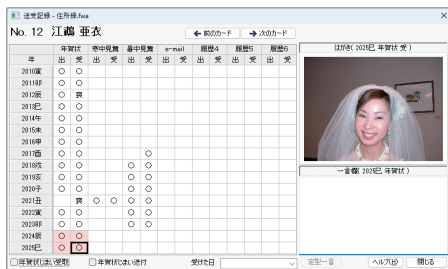 送受記録 - 住所録.fwa
No. 12 江嶋 亜衣
前のカード 次のカード
年賀状 寒中見舞 暑中見舞 e-mail 履歴4 履歴5 履歴6
年 出 受 出 受 出 受 出 受 出 受 出 受 出 受
2010寅 ○ ○
2011卯 ○ ○
2012辰 ○ 喪
2013巳 ○ ○
2014午 ○ ○
2015未 ○ ○
2016申 ○ ○
2017酉 ○ ○ ○
2018戌 ○ ○ ○ ○
2019亥 ○ ○ ○ ○
2020子 ○ ○ ○ ○
2021丑 喪 ○ ○ ○ ○
2022寅 ○ ○ ○ ○
2023卯 ○ ○ ○ ○
2024辰 ○ ○
2025巳 ○ ○
年賀状じまい受取 年賀状じまい送付 受けた日
はがき( 2025巳 年賀状 受 )
一言欄( 2025巳 年賀状 )
定型一言 ヘルプ(H) 閉じる